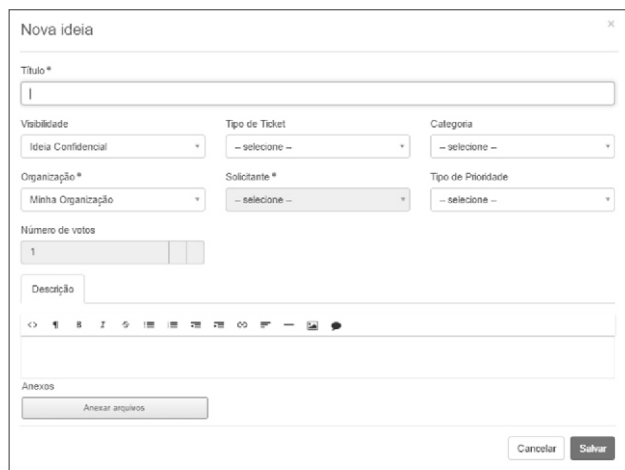 Nova ideia ×
Título *
Visibilidade Tipo de Ticket Categoria
Ideia Confidencial -- selecione -- -- selecione --
Organização * Solicitante * Tipo de Prioridade
Minha Organização -- selecione -- -- selecione --
Número de votos
1
Descrição
<> ¶ B I S
Anexos
Anexar arquivos
Cancelar Salvar